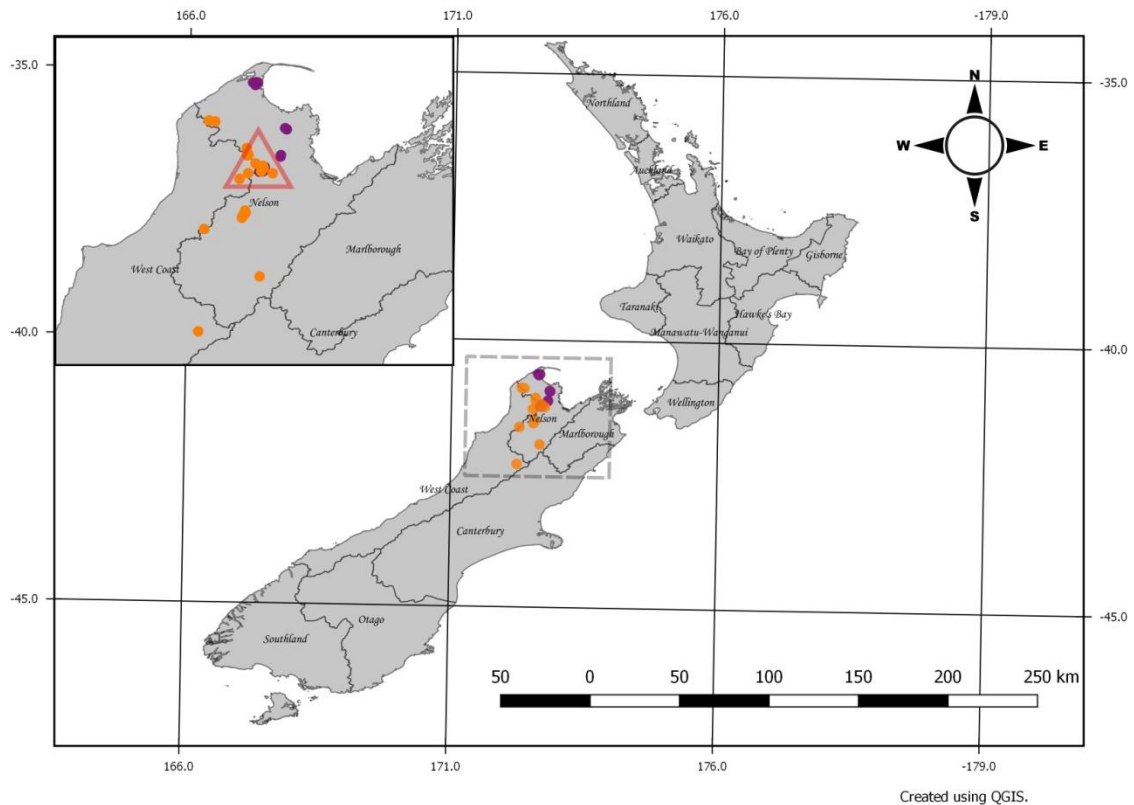 166.0 171.0 176.0 -179.0
-35.0 -35.0
N
W E
S
Northland
Auckland
Waikato
Bay of Plenty
Gisborne
Taranaki
Hawke's Bay
Manawatu-Wanganui
Wellington
Nelson
Marlborough
West Coast
Canterbury
-40.0 -40.0
Nelson
Marlborough
West Coast
Canterbury
-45.0 -45.0
Otago
Southland
50 0 50 100 150 200 250 km
166.0 171.0 176.0 -179.0
Created using QGIS.